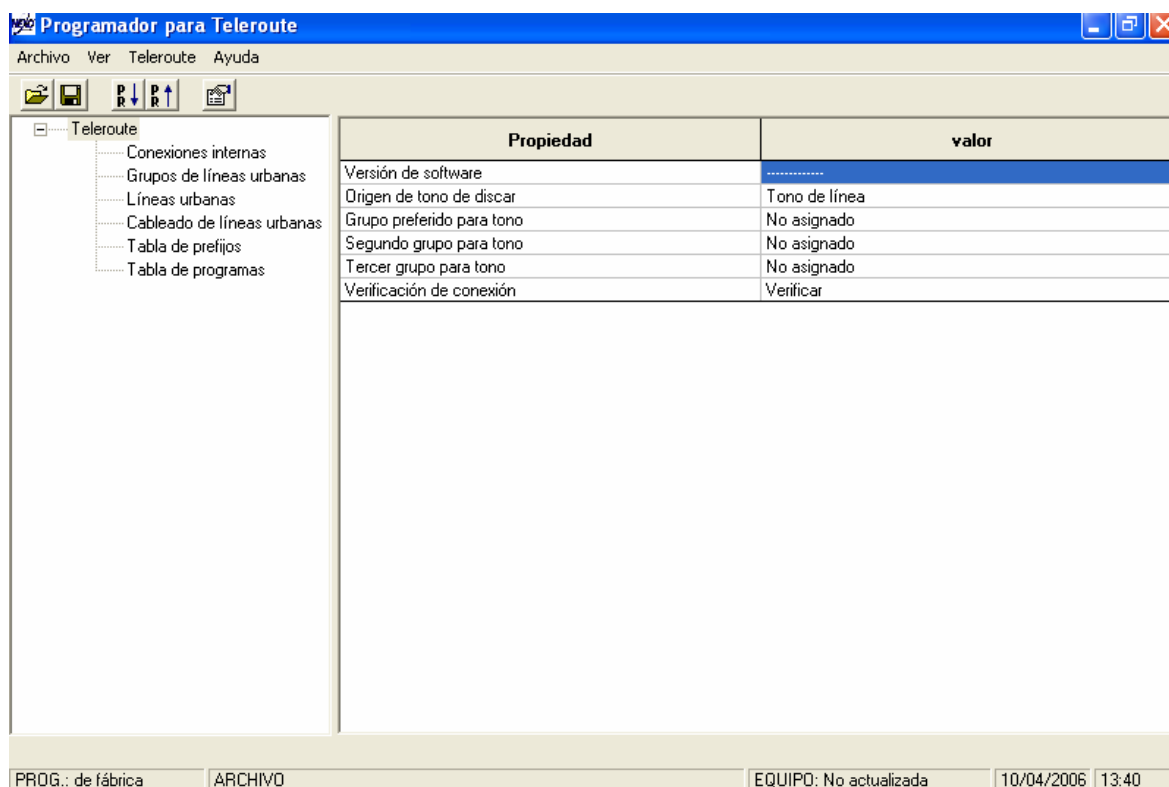 Programador para Teleroute
Archivo Ver Teleroute Ayuda
Teleroute
Conexiones internas
Grupos de líneas urbanas
Líneas urbanas
Cableado de líneas urbanas
Tabla de prefijos
Tabla de programas
Propiedad valor
Versión de software -------------
Origen de tono de discar Tono de línea
Grupo preferido para tono No asignado
Segundo grupo para tono No asignado
Tercer grupo para tono No asignado
Verificación de conexión Verificar
PROG.: de fábrica ARCHIVO EQUIPO: No actualizada 10/04/2006 13:40